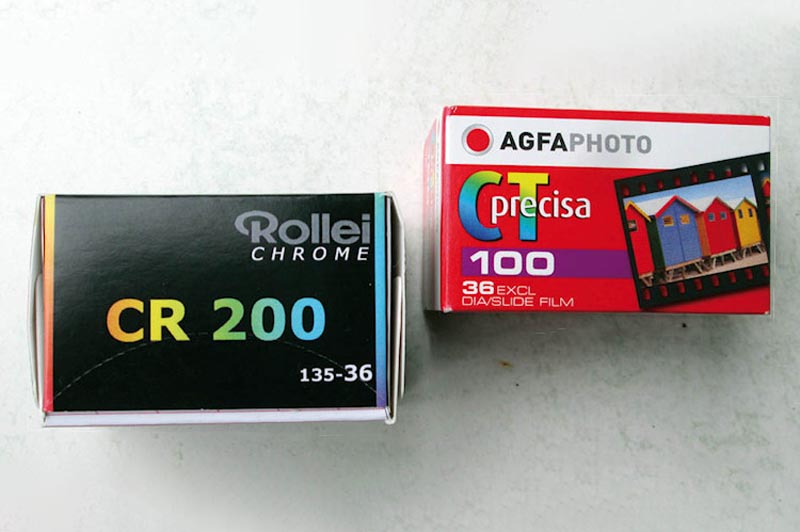 Rollei
CHROME
CR 200
135-36
AGFAPHOTO
CT precisa
100
36 EXCL
DIA/SLIDE FILM